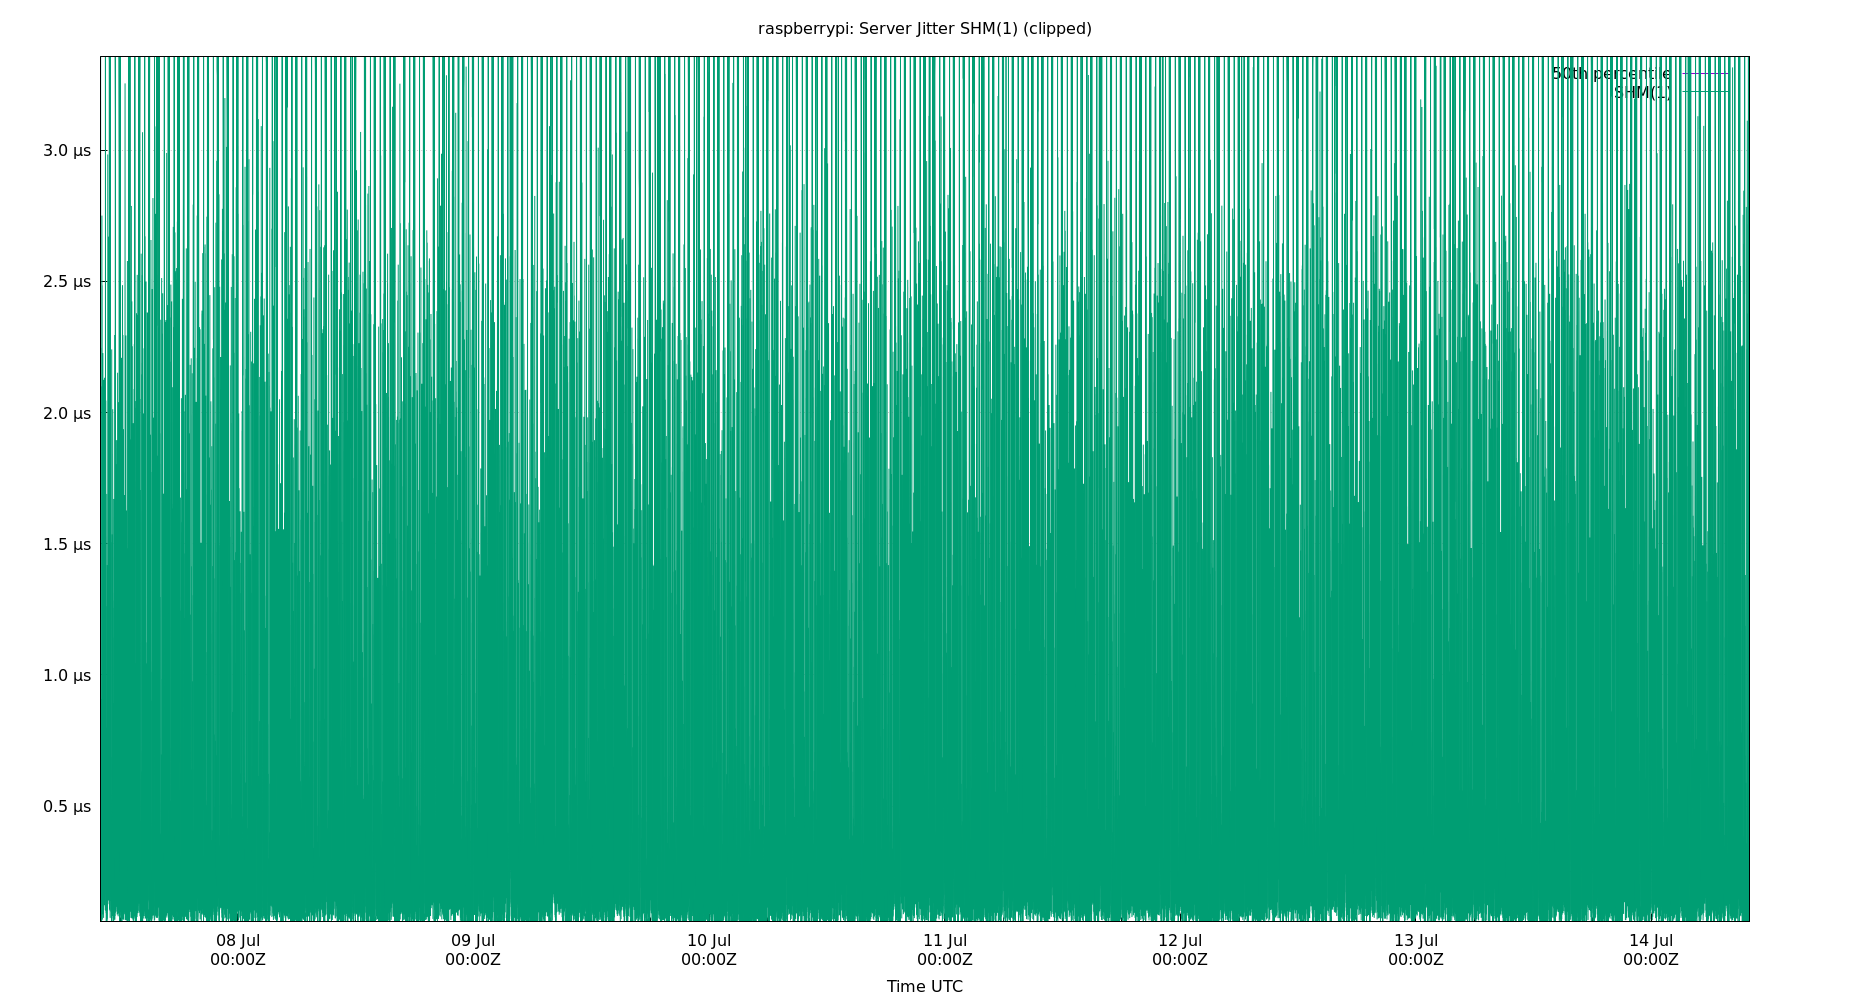 raspberrypi: Server Jitter SHM(1) (clipped)
50th percentile
SHM(1)
3.0 µs
2.5 µs
2.0 µs
1.5 µs
1.0 µs
0.5 µs
08 Jul 09 Jul 10 Jul 11 Jul 12 Jul 13 Jul 14 Jul
00:00Z 00:00Z 00:00Z 00:00Z 00:00Z 00:00Z 00:00Z
Time UTC